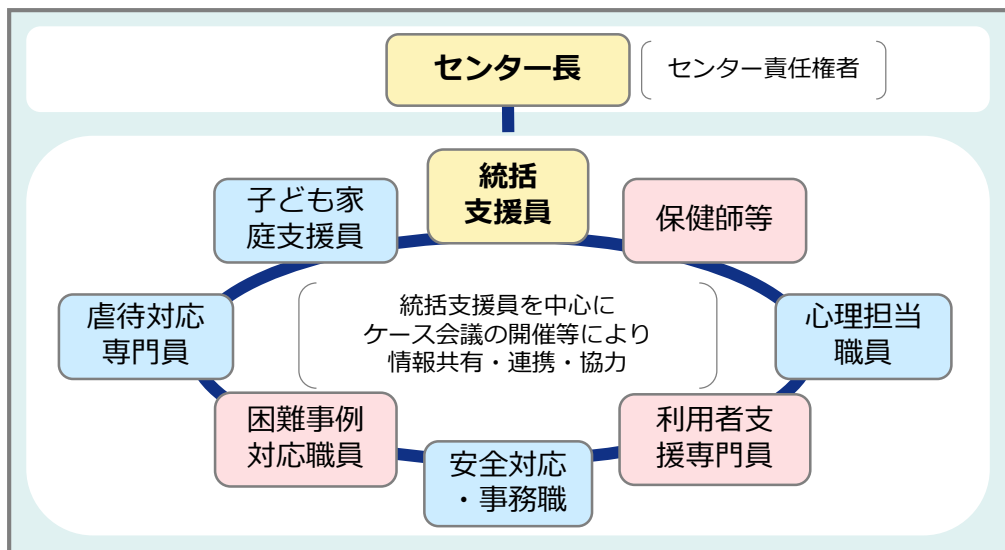 センター長
センター責任権者
統括
支援員
子ども家
庭支援員
保健師等
虐待対応
専門員
統括支援員を中心に
ケース会議の開催等により
情報共有・連携・協力
心理担当
職員
困難事例
対応職員
利用者支
援専門員
安全対応
・事務職